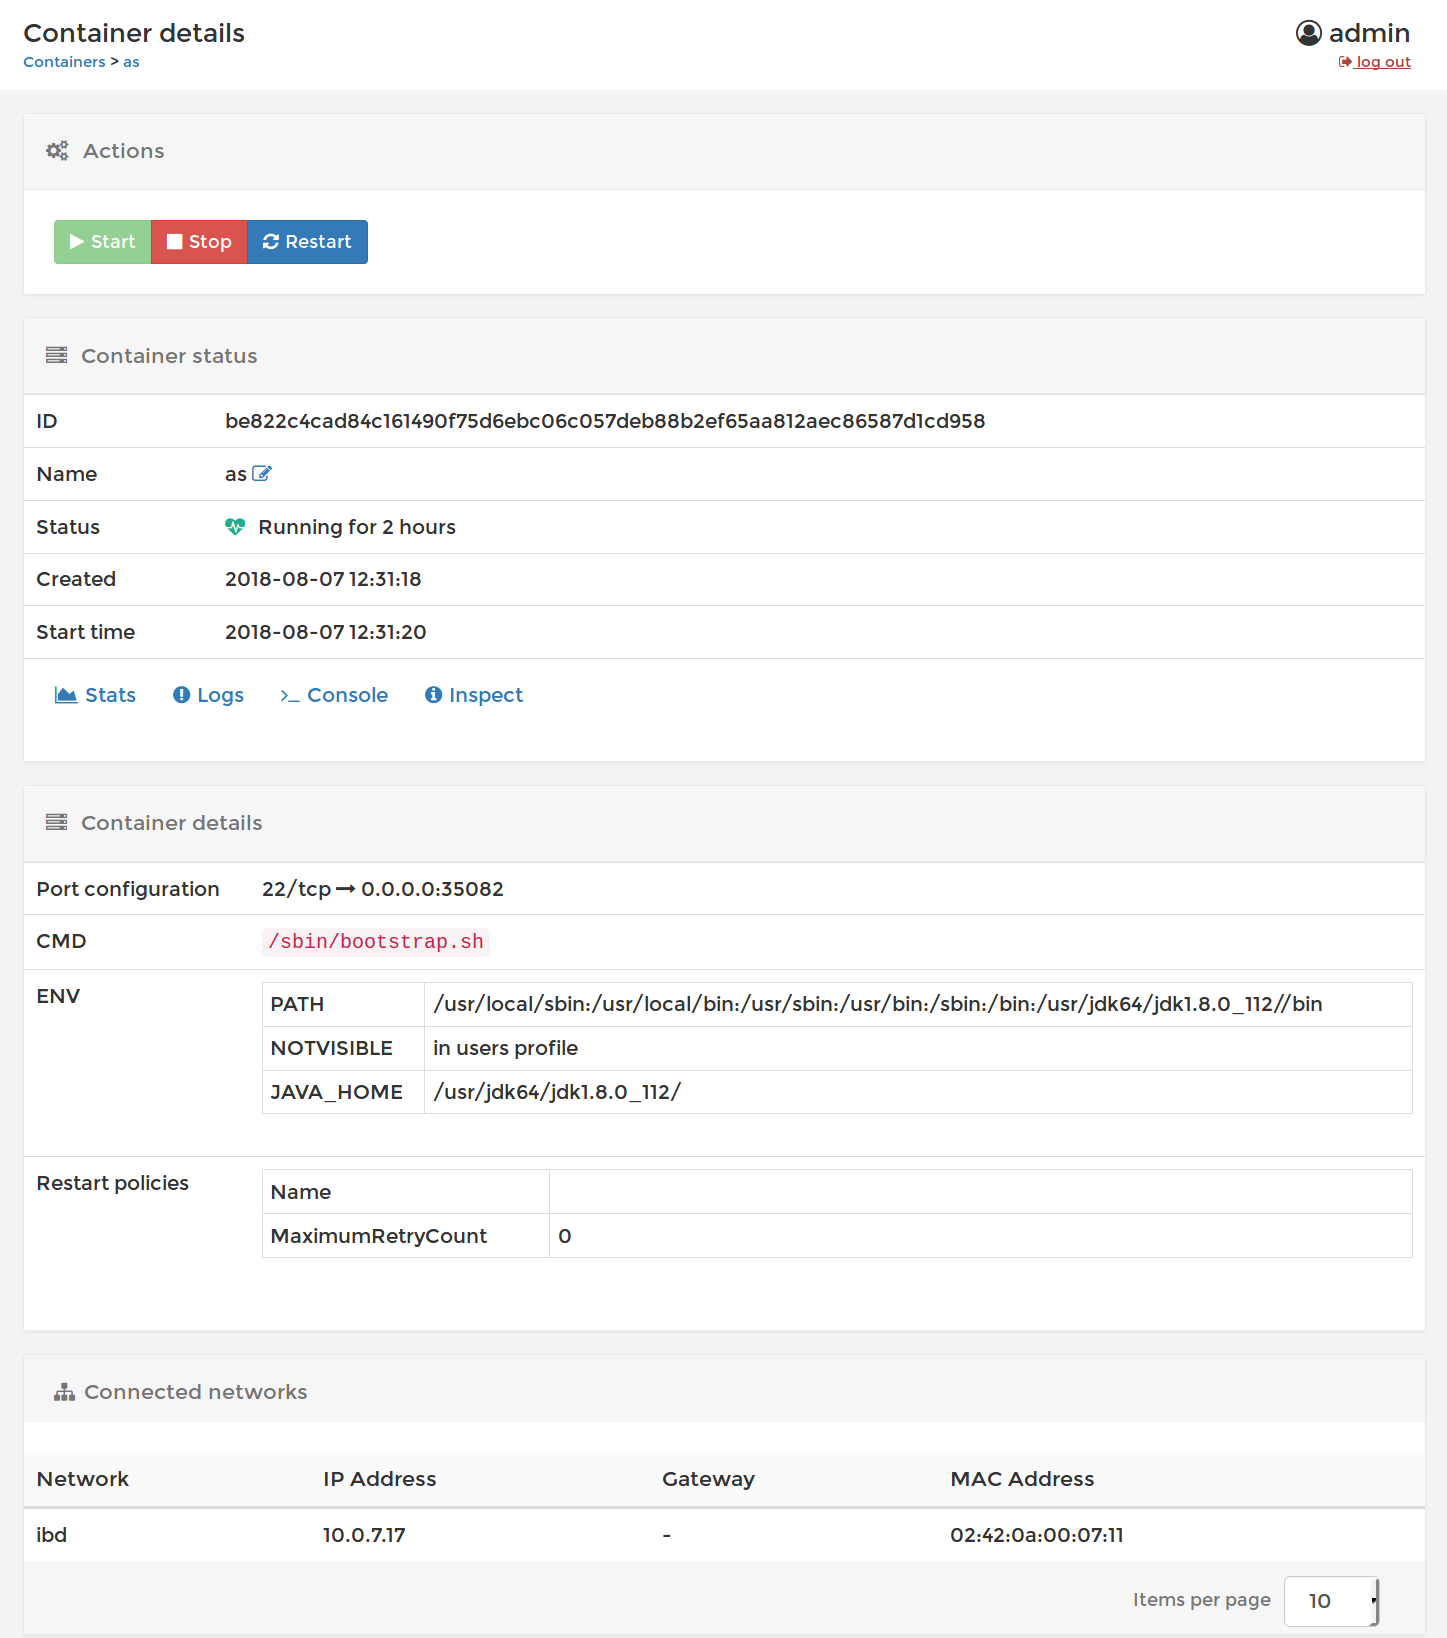 Container details
admin
Containers > as
log out
Actions
Start Stop Restart
Container status
ID be822c4cad84c161490f75d6ebc06c057deb88b2ef65aa812aec86587d1cd958
Name as
Status Running for 2 hours
Created 2018-08-07 12:31:18
Start time 2018-08-07 12:31:20
Stats Logs >_ Console Inspect
Container details
Port configuration 22/tcp → 0.0.0.0:35082
CMD /sbin/bootstrap.sh
ENV PATH /usr/local/sbin:/usr/local/bin:/usr/sbin:/usr/bin:/sbin:/bin:/usr/jdk64/jdk1.8.0_112//bin
NOTVISIBLE in users profile
JAVA_HOME /usr/jdk64/jdk1.8.0_112/
Restart policies Name
MaximumRetryCount 0
Connected networks
Network IP Address Gateway MAC Address
ibd 10.0.7.17 - 02:42:0a:00:07:11
Items per page 10